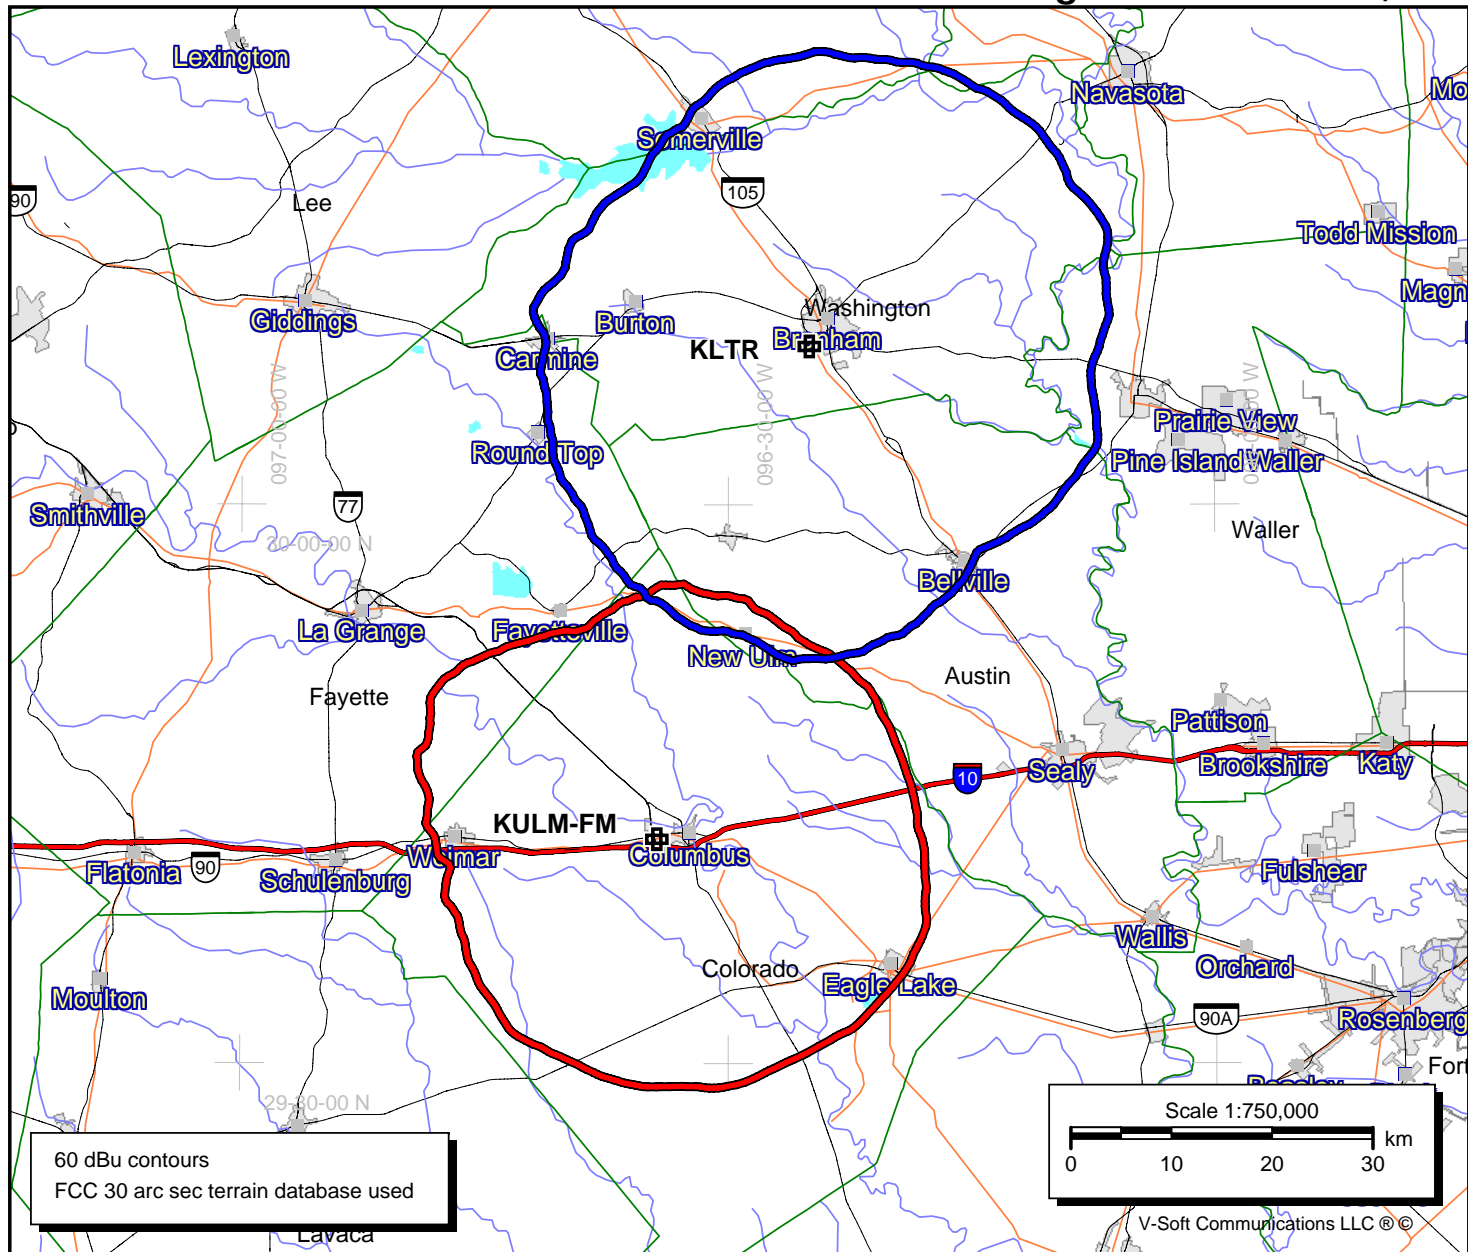 Lexington
Navasota
Somerville
90
Lee
105
Todd Mission
Magn
Giddings
Burton
Washington
Brenham
KLTR
Carmine
097-00-00 W
096-30-00 W
Prairie View
Round Top
Pine Island
Waller
Smithville
77
30-00-00 N
Waller
Bellville
La Grange
Fayetteville
New Ulm
Austin
Fayette
Pattison
Sealy
Brookshire
Katy
10
KULM-FM
Weimar
Columbus
Flatonia
90
Schulenburg
Fulshear
Wallis
Orchard
Colorado
Eagle Lake
Moulton
90A
Rosenberg
Fort
Beasley
29-30-00 N
Scale 1:750,000
km
0 10 20 30
60 dBu contours
FCC 30 arc sec terrain database used
V-Soft Communications LLC ® ©
Lavaca